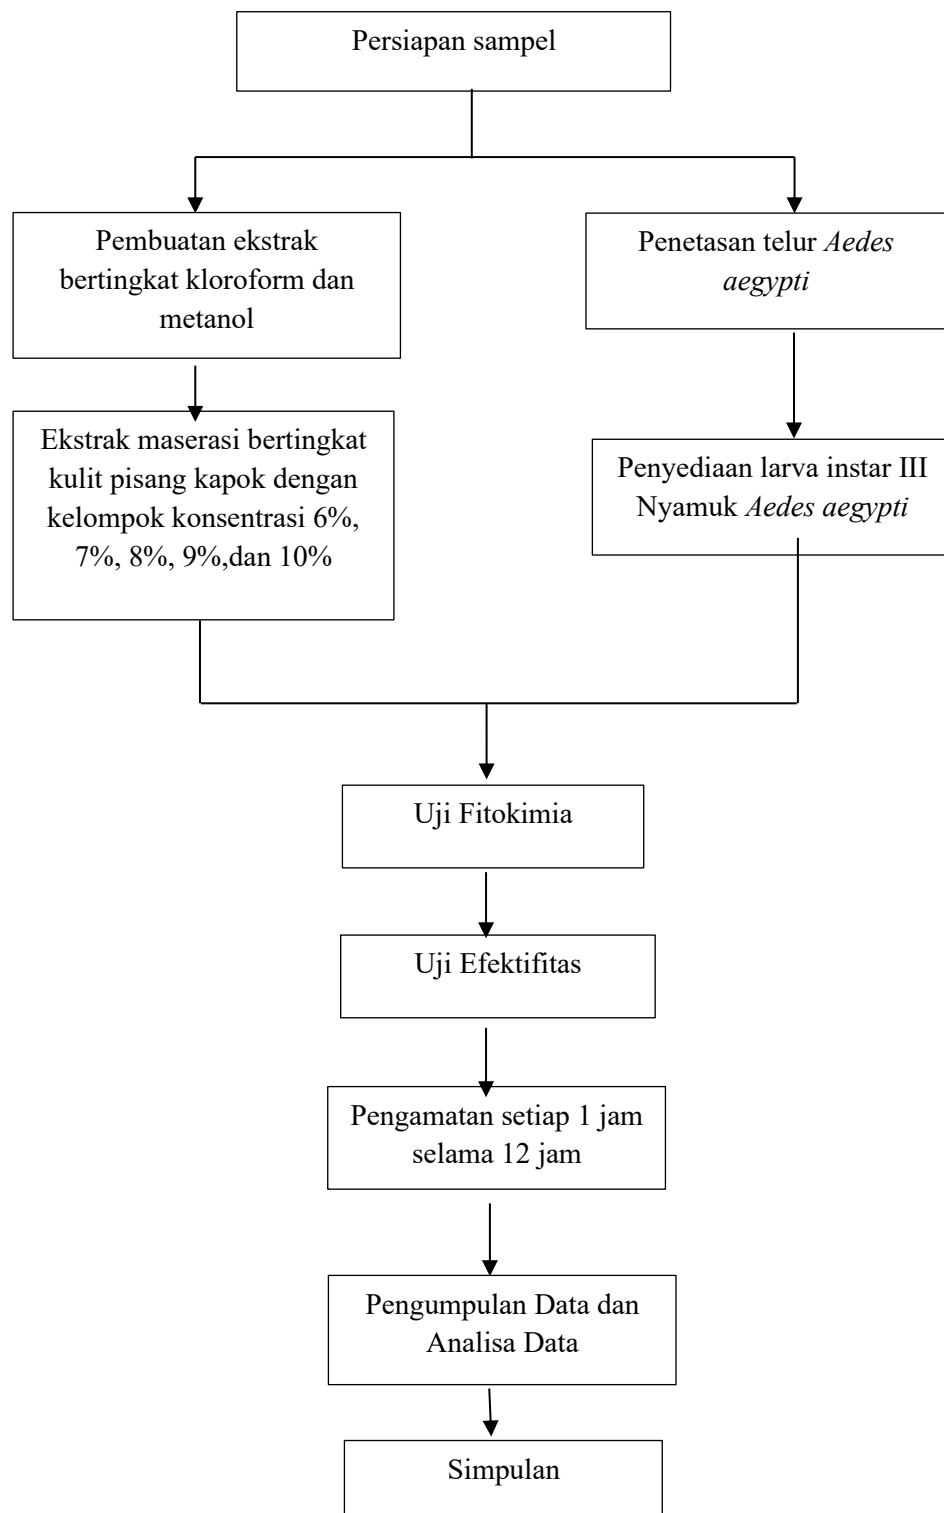 Persiapan sampel
Pembuatan ekstrak
bertingkat kloroform dan
metanol
Penetasan telur Aedes
aegypti
Ekstrak maserasi bertingkat
kulit pisang kapok dengan
kelompok konsentrasi 6%,
7%, 8%, 9%,dan 10%
Penyediaan larva instar III
Nyamuk Aedes aegypti
Uji Fitokimia
Uji Efektifitas
Pengamatan setiap 1 jam
selama 12 jam
Pengumpulan Data dan
Analisa Data
Simpulan